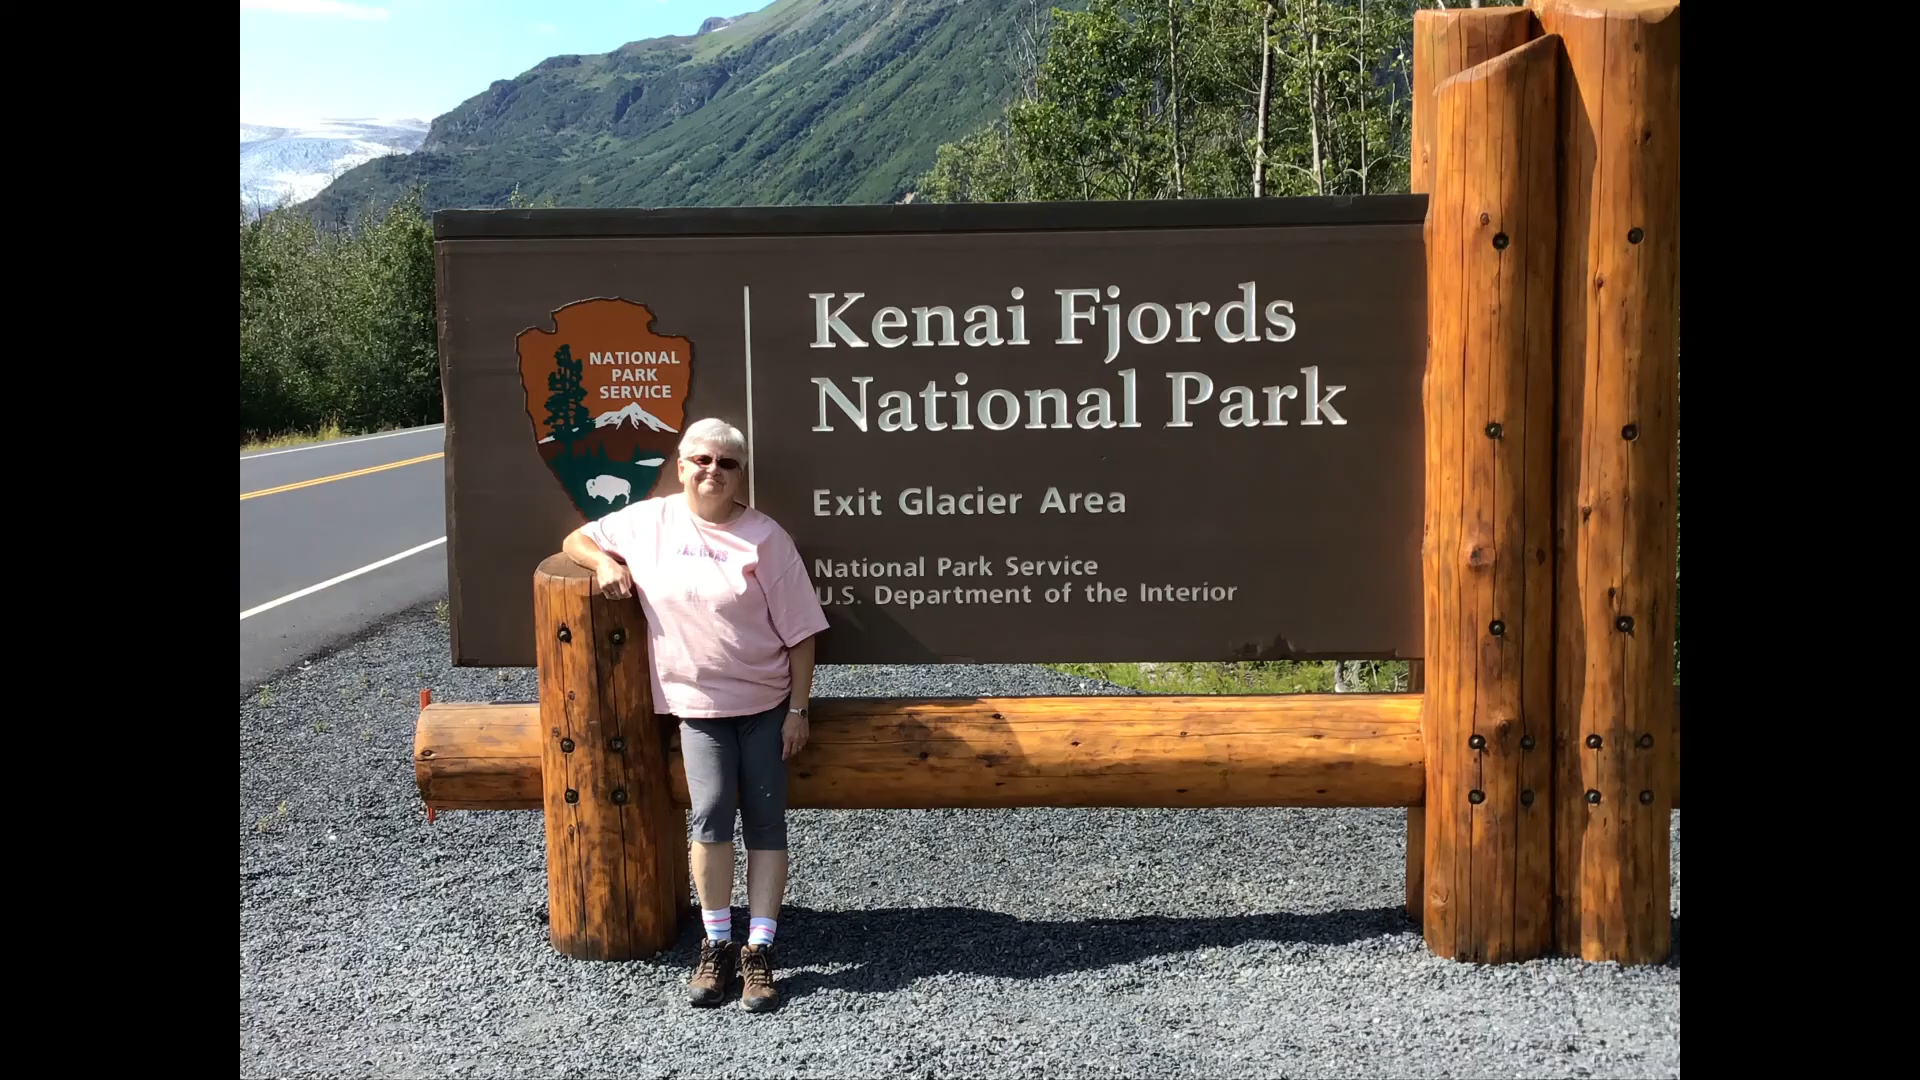 NATIONAL
PARK
SERVICE
Kenai Fjords
National Park
Exit Glacier Area
National Park Service
U.S. Department of the Interior